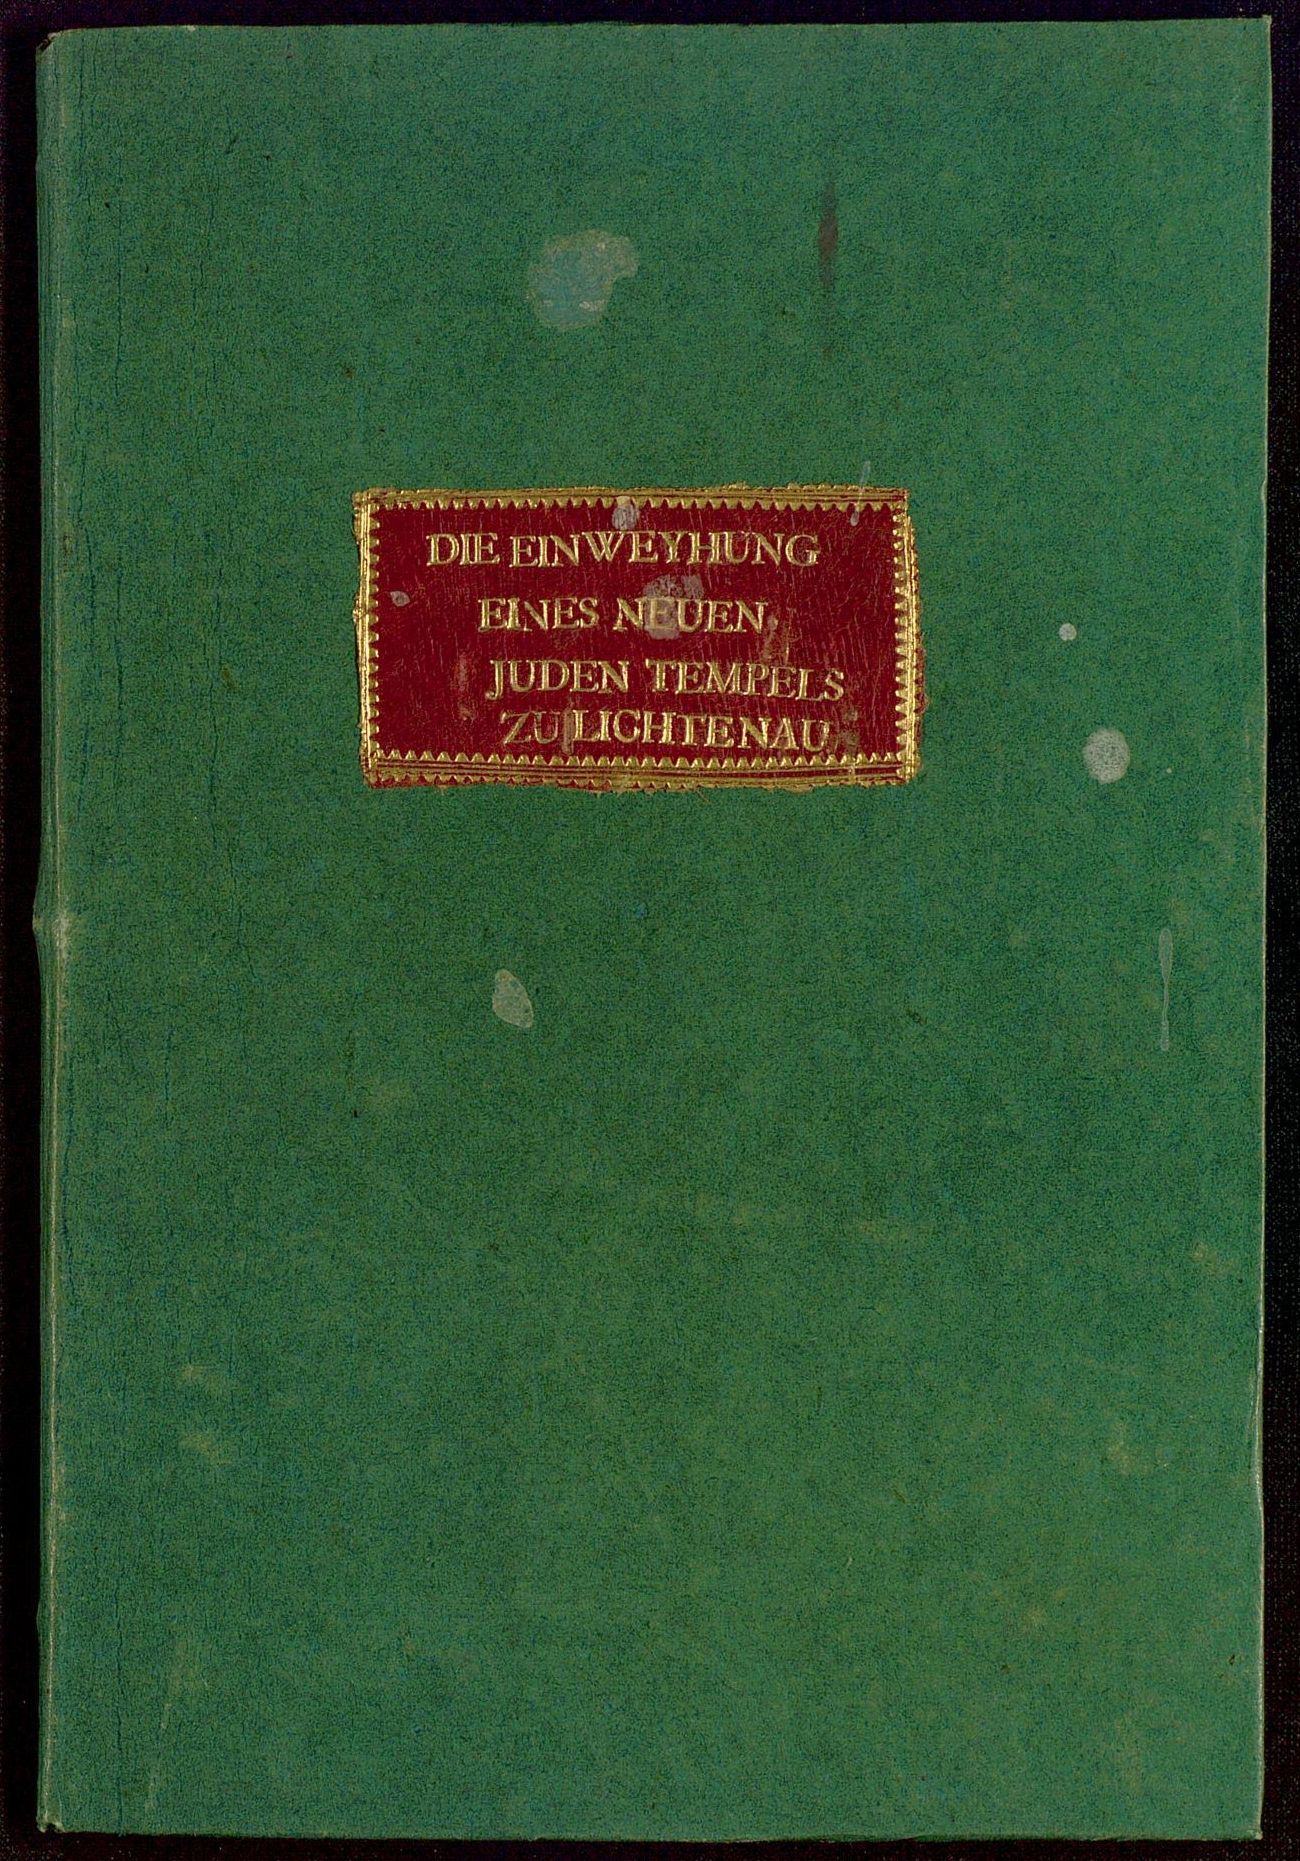 DIE EINWEYHUNG
EINES NEUEN
JUDEN TEMPELS
ZU LICHTENAU